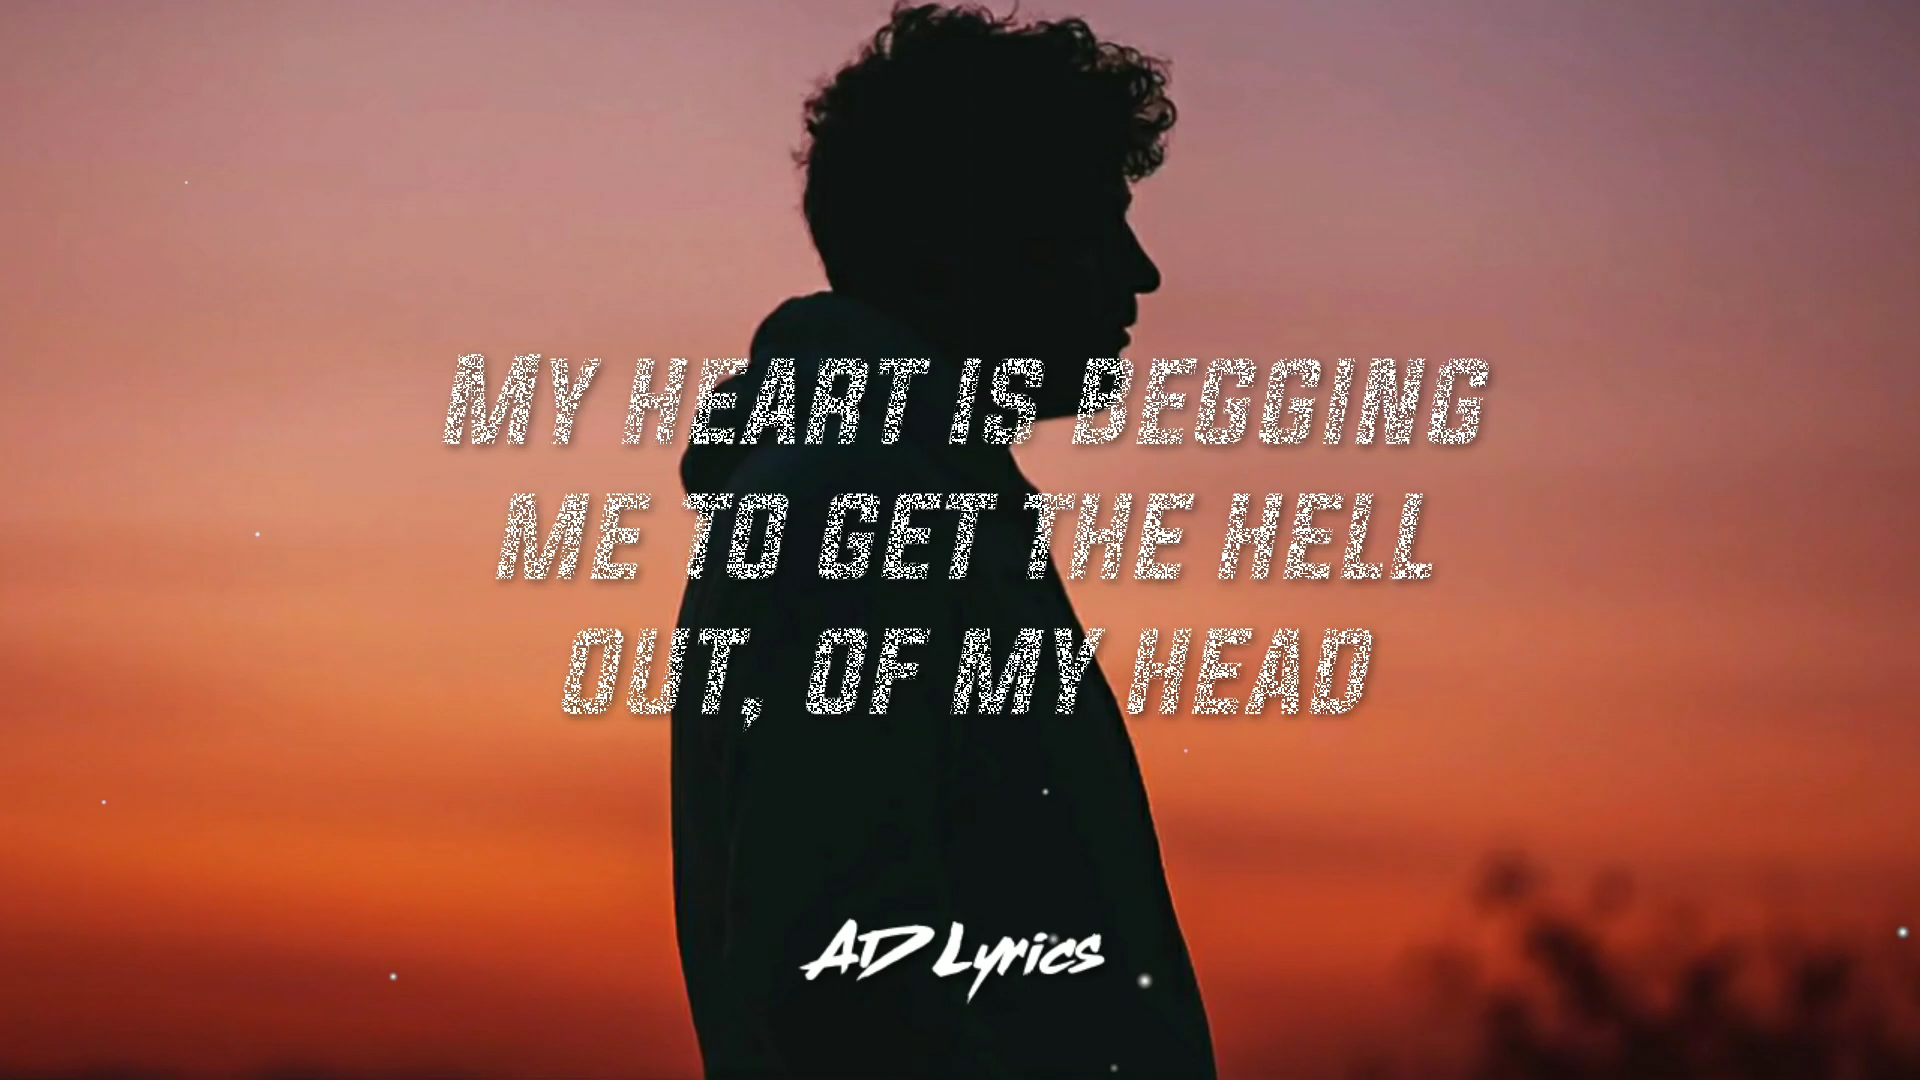 MY HEART IS BEGGING
ME TO GET THE HELL
OUT, OF MY HEAD
AD Lyrics